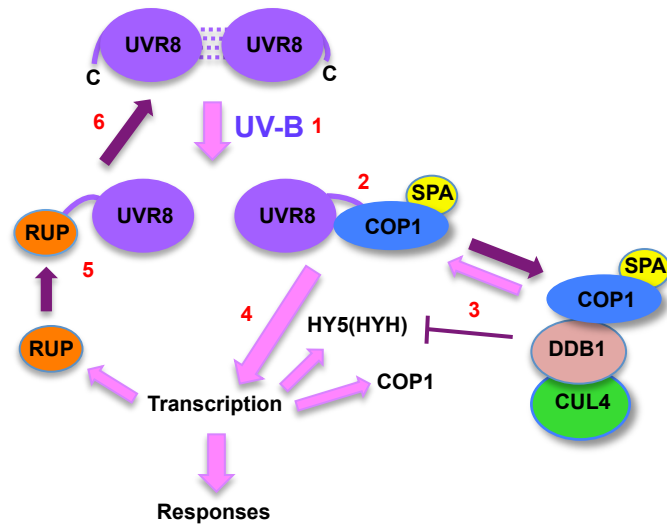 UVR8
UVR8
C
C
6
UV-B 1
2
SPA
UVR8
UVR8
COP1
RUP
SPA
5
COP1
4
3
HY5(HYH)
DDB1
RUP
COP1
CUL4
Transcription
Responses